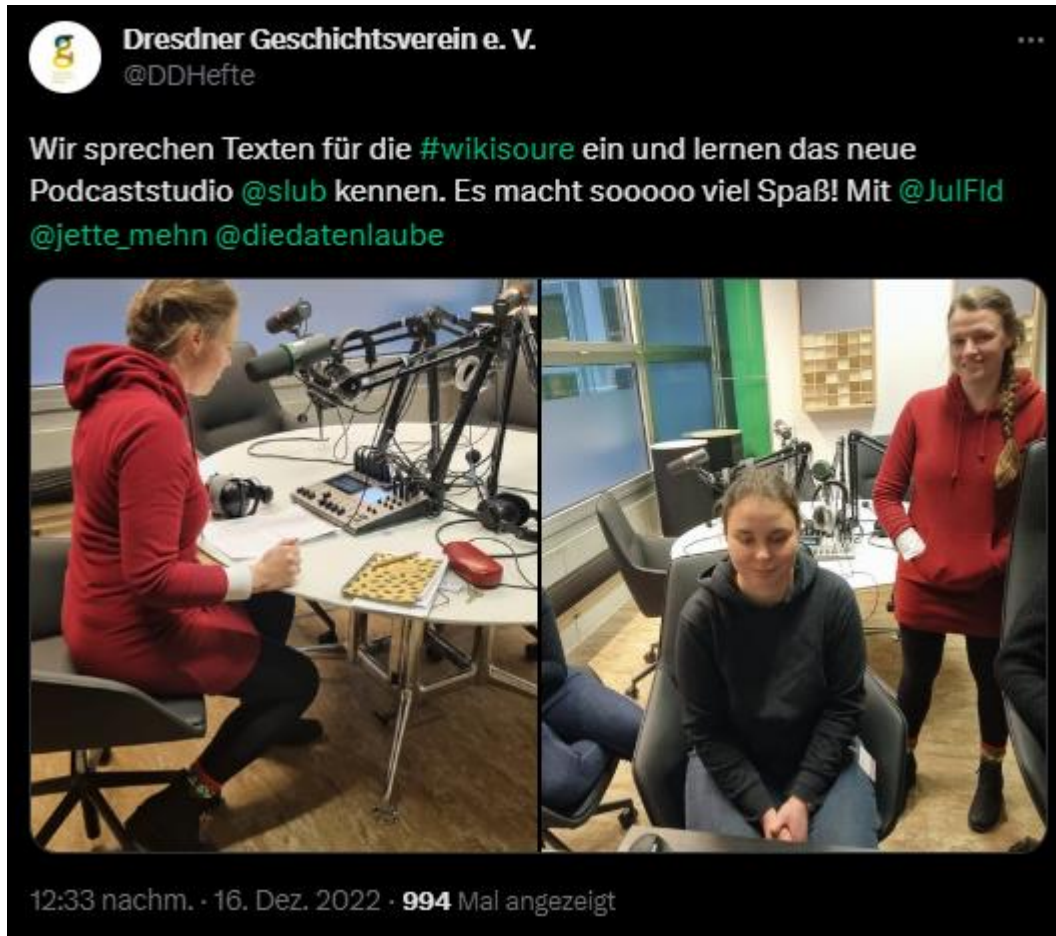 Dresdner Geschichtsverein e. V.
@DDHefte
Wir sprechen Texten für die #wikisoure ein und lernen das neue
Podcaststudio @slub kennen. Es macht sooooo viel Spaß! Mit @JulFld
@jette_mehn @diedatenlaube
12:33 nachm. · 16. Dez. 2022 · 994 Mal angezeigt